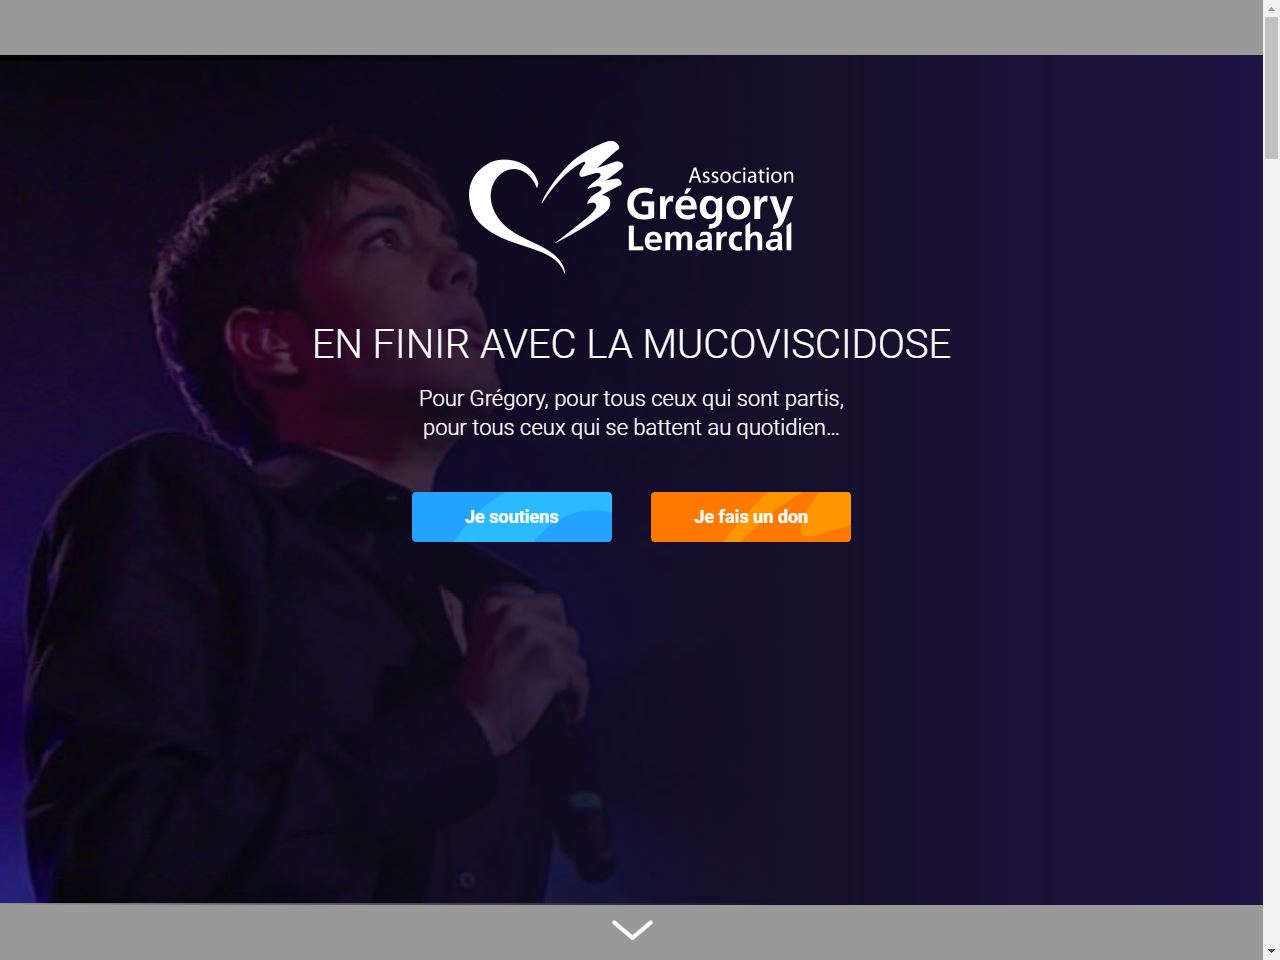 Association
Grégory
Lemarchal
EN FINIR AVEC LA MUCOVISCIDOSE
Pour Grégory, pour tous ceux qui sont partis,
pour tous ceux qui se battent au quotidien...
Je soutiens
Je fais un don